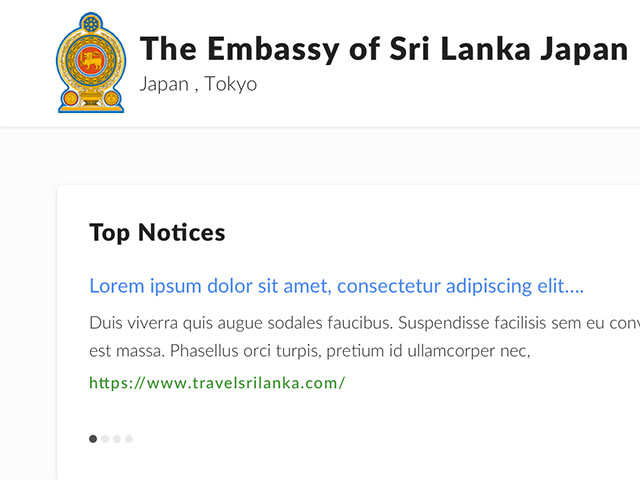 The Embassy of Sri Lanka Japan
Japan , Tokyo
Top Notices
Lorem ipsum dolor sit amet, consectetur adipiscing elit....
Duis viverra quis augue sodales faucibus. Suspendisse facilisis sem eu conv
est massa. Phasellus orci turpis, pretium id ullamcorper nec,
https://www.travelsrilanka.com/